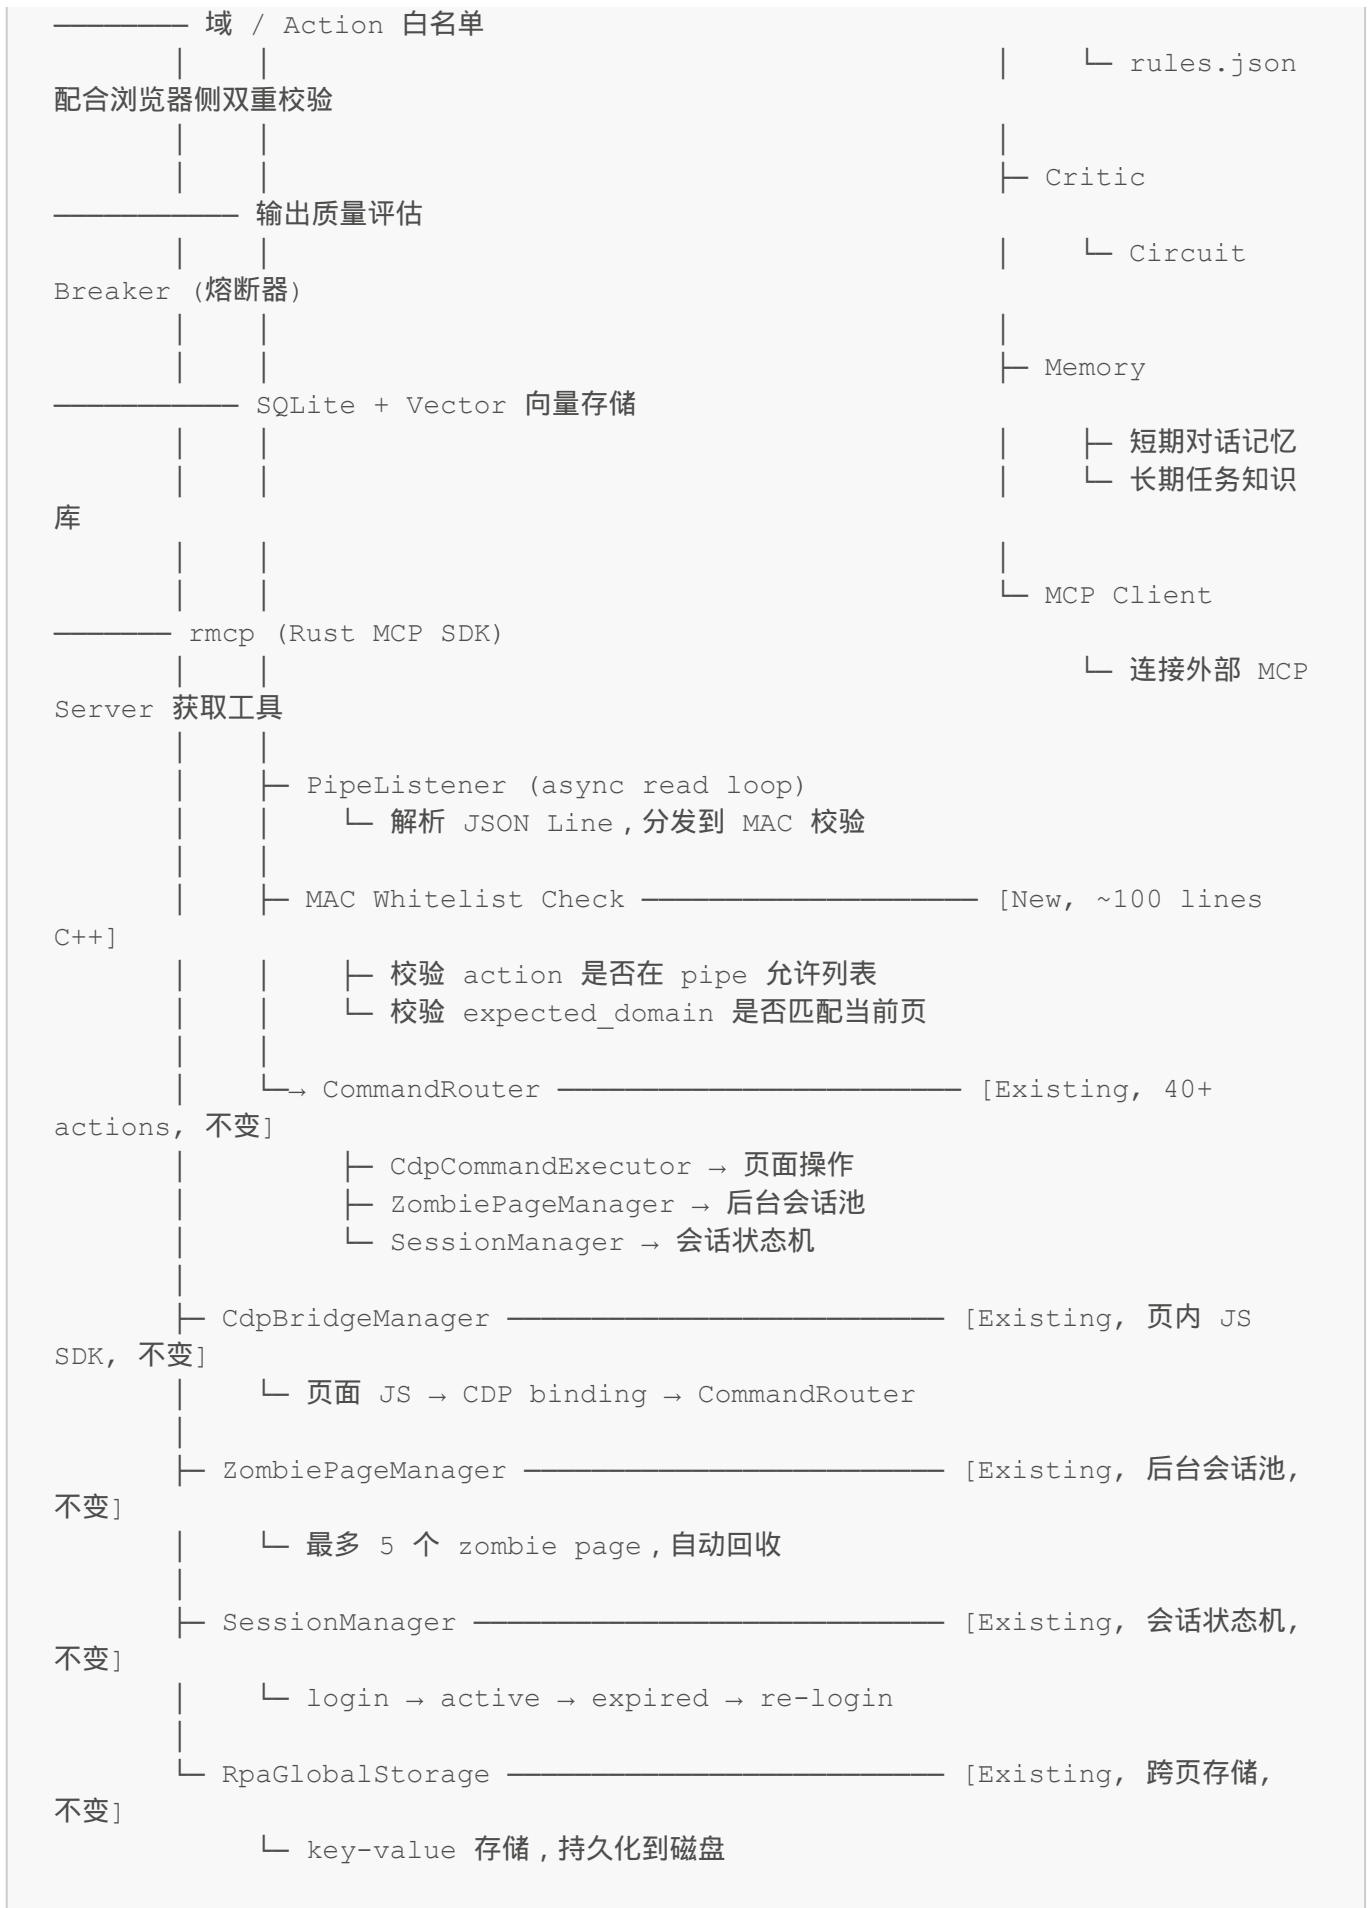 ──────── 域 / Action 白名单
│    │                                            │    └─ rules.json
配合浏览器侧双重校验
│    │                                            │
│    │                                            ├─ Critic
─────────── 输出质量评估
│    │                                            │    └─ Circuit
Breaker (熔断器)
│    │                                            │
│    │                                            ├─ Memory
─────────── SQLite + Vector 向量存储
│    │                                            │    ├─ 短期对话记忆
│    │                                            │    └─ 长期任务知识
库
│    │                                            │
│    │                                            └─ MCP Client
─────── rmcp (Rust MCP SDK)
│    │                                                 └─ 连接外部 MCP
Server 获取工具
│    │
│    ├─ PipeListener (async read loop)
│    │    └─ 解析 JSON Line，分发到 MAC 校验
│    │
│    ├─ MAC Whitelist Check ──────────────────── [New, ~100 lines
C++]
│    │    ├─ 校验 action 是否在 pipe 允许列表
│    │    └─ 校验 expected_domain 是否匹配当前页
│    │
│    └─→ CommandRouter ──────────────────────── [Existing, 40+
actions, 不变]
│         ├─ CdpCommandExecutor → 页面操作
│         ├─ ZombiePageManager → 后台会话池
│         └─ SessionManager → 会话状态机
│
├─ CdpBridgeManager ────────────────────────── [Existing, 页内 JS
SDK, 不变]
│    └─ 页面 JS → CDP binding → CommandRouter
│
├─ ZombiePageManager ───────────────────────── [Existing, 后台会话池,
不变]
│    └─ 最多 5 个 zombie page，自动回收
│
├─ SessionManager ──────────────────────────── [Existing, 会话状态机,
不变]
│    └─ login → active → expired → re-login
│
└─ RpaGlobalStorage ────────────────────────── [Existing, 跨页存储,
不变]
     └─ key-value 存储，持久化到磁盘